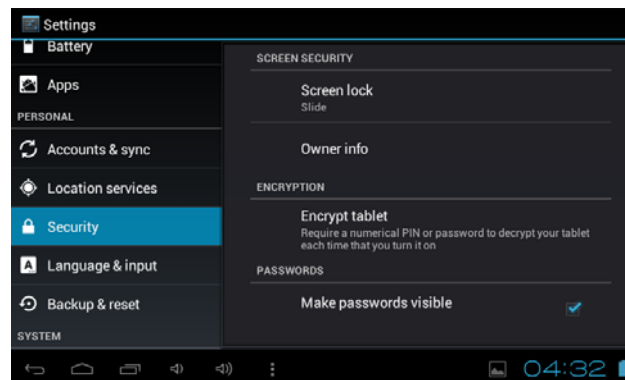 Settings
Battery
Apps
PERSONAL
Accounts & sync
Location services
Security
Language & input
Backup & reset
SYSTEM
SCREEN SECURITY
Screen lock
Slide
Owner info
ENCRYPTION
Encrypt tablet
Require a numerical PIN or password to decrypt your tablet
each time that you turn it on
PASSWORDS
Make passwords visible
04:32